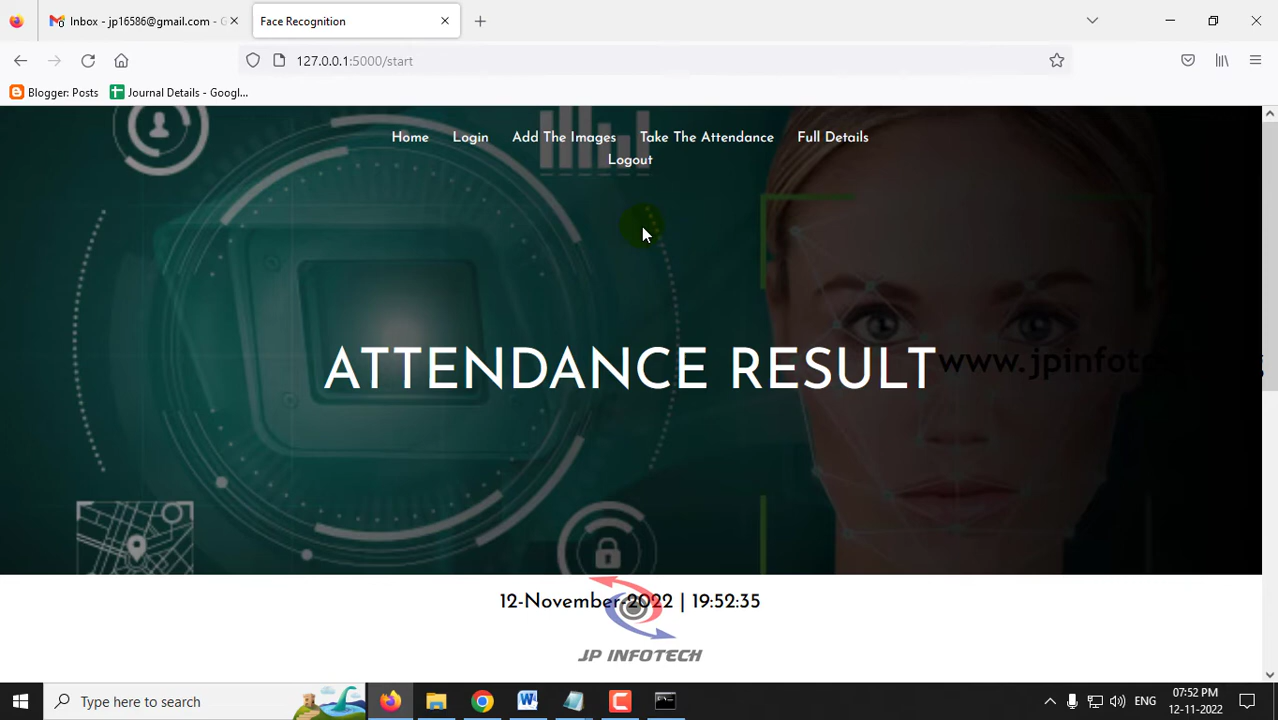 Inbox - jp16586@gmail.com - G
Face Recognition
127.0.0.1:5000/start
Blogger: Posts
Journal Details - Googl...
Home Login Add The Images Take The Attendance Full Details
Logout
ATTENDANCE RESULT
12-November-2022 | 19:52:35
JP INFOTECH
Type here to search
ENG
07:52 PM
12-11-2022